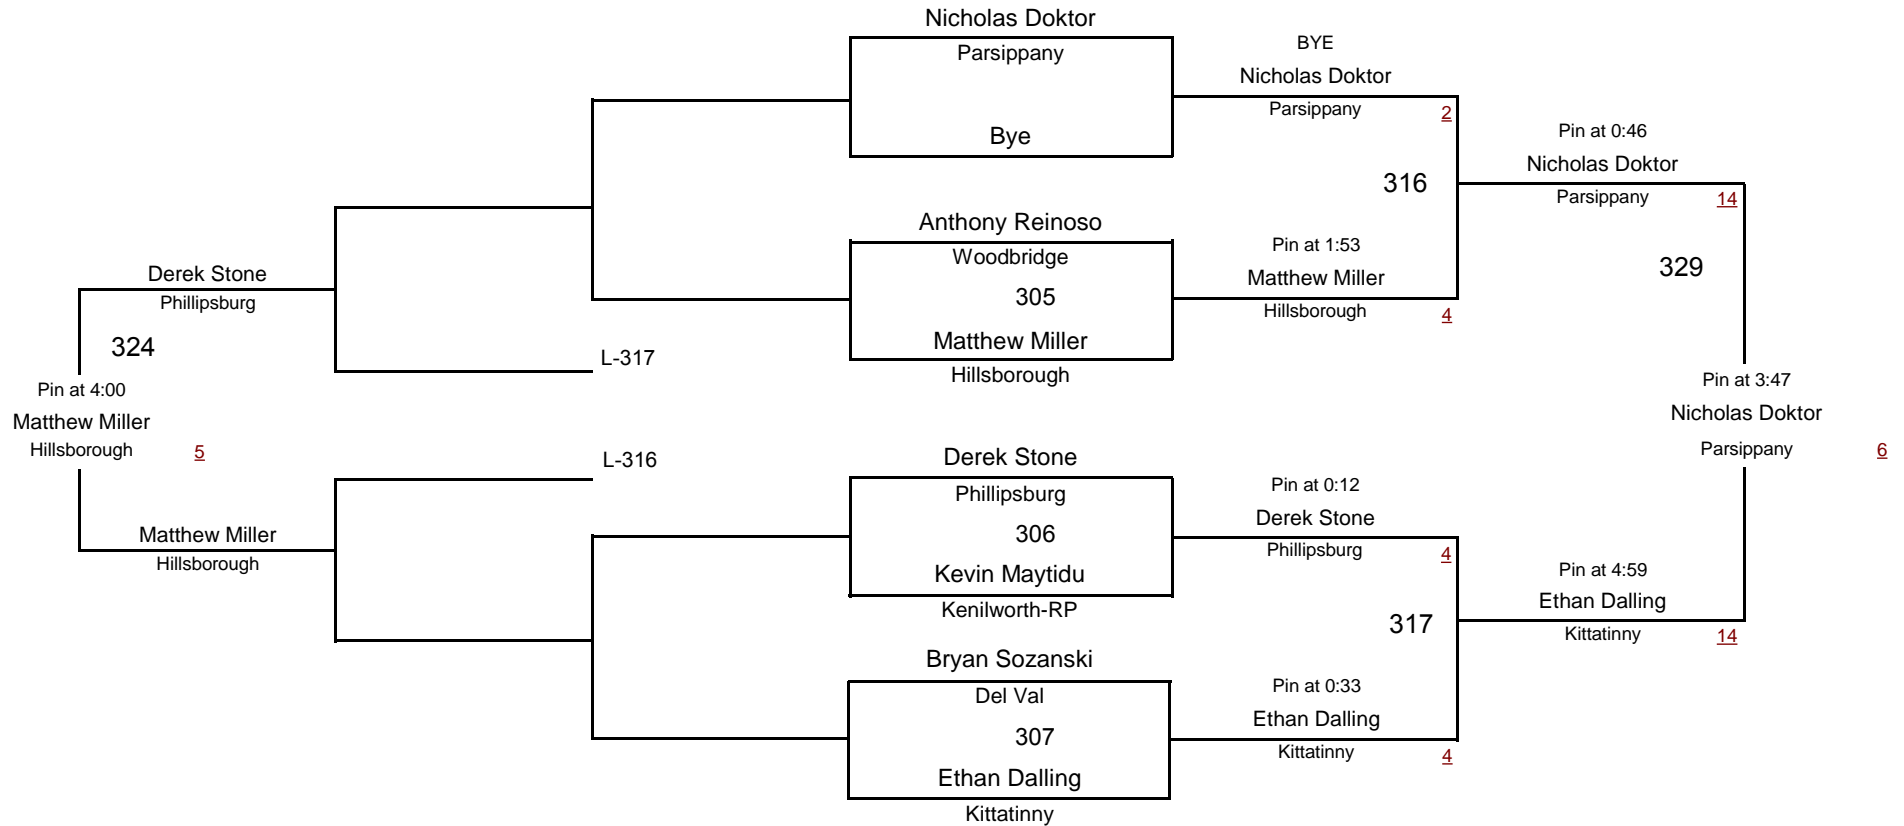 Nicholas Doktor
Parsippany
Bye
BYE
Nicholas Doktor
Parsippany
2
316
Pin at 0:46
Nicholas Doktor
Parsippany
14
329
Anthony Reinoso
Woodbridge
305
Matthew Miller
Hillsborough
Pin at 1:53
Matthew Miller
Hillsborough
4
Derek Stone
Phillipsburg
324
L-317
Pin at 4:00
Matthew Miller
Hillsborough
5
Pin at 3:47
Nicholas Doktor
Parsippany
6
L-316
Matthew Miller
Hillsborough
Derek Stone
Phillipsburg
306
Kevin Maytidu
Kenilworth-RP
Pin at 0:12
Derek Stone
Phillipsburg
4
317
Pin at 4:59
Ethan Dalling
Kittatinny
14
Bryan Sozanski
Del Val
307
Ethan Dalling
Kittatinny
Pin at 0:33
Ethan Dalling
Kittatinny
4